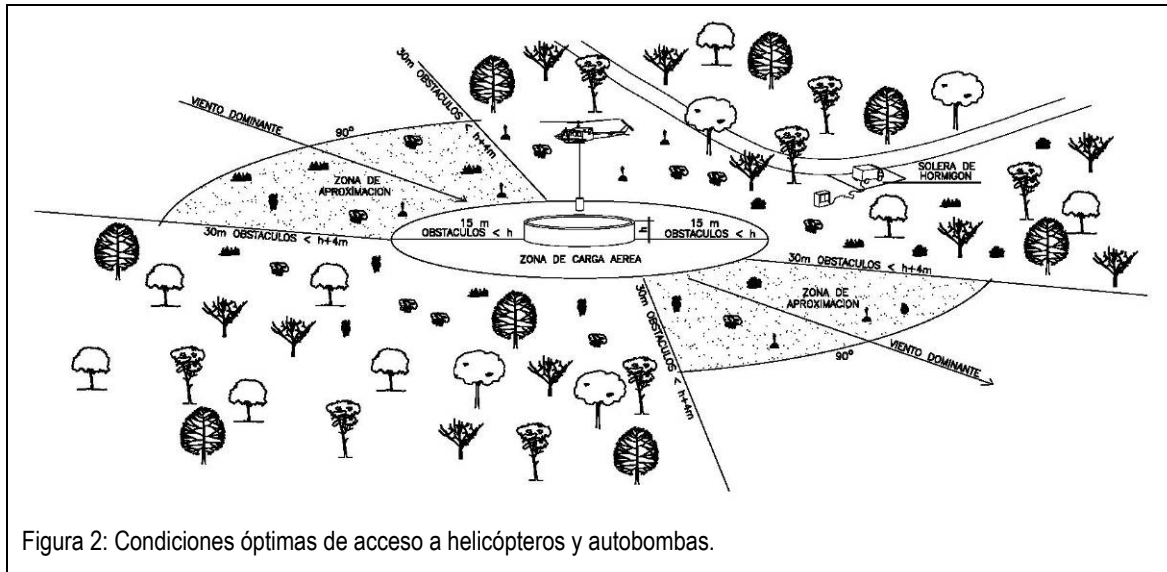 30m OBSTACULOS < h+4m
VIENTO DOMINANTE
90°
ZONA DE
APROXIMACION
SOLERA DE
HORMIGON
15 m
OBSTACULOS < h
h
15 m
OBSTACULOS < h
30m OBSTACULOS < h+4m
ZONA DE CARGA AEREA
30m OBSTACULOS < h+4m
30m OBSTACULOS < h+4m
ZONA DE
APROXIMACION
VIENTO DOMINANTE
90°
Figura 2: Condiciones óptimas de acceso a helicópteros y autobombas.